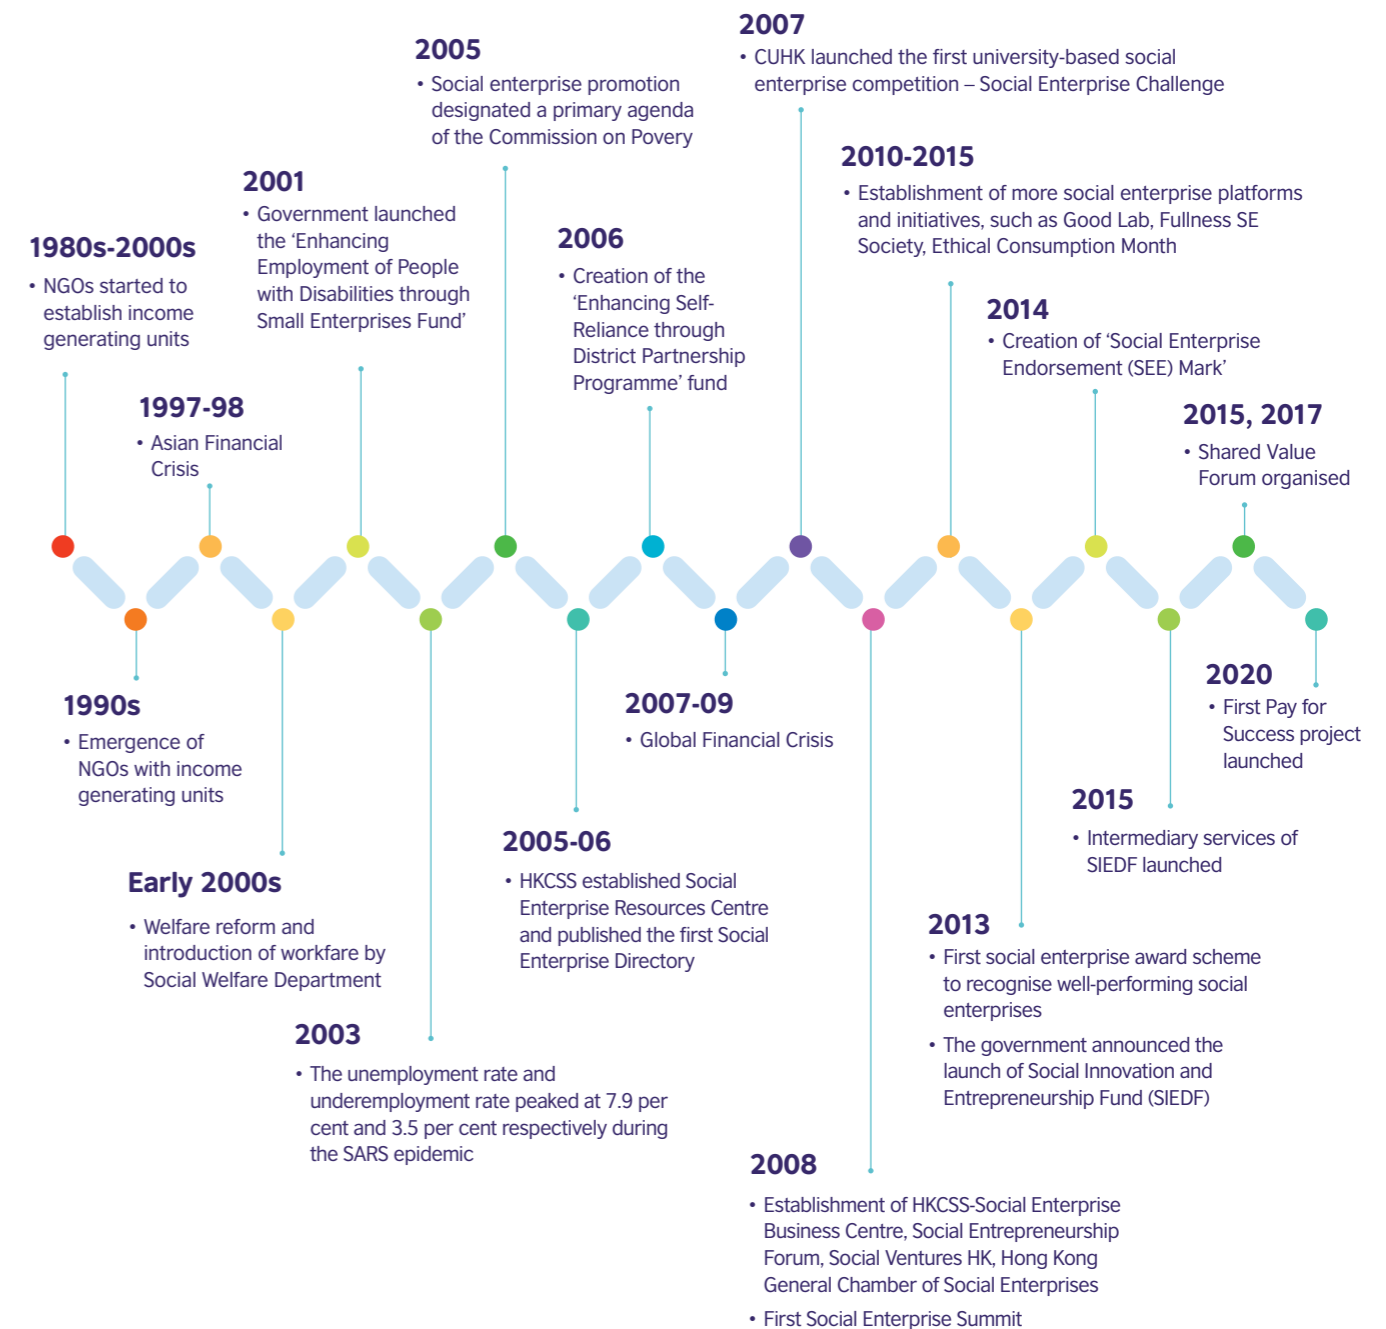 2007
• CUHK launched the first university-based social
enterprise competition – Social Enterprise Challenge
2005
• Social enterprise promotion
designated a primary agenda
of the Commission on Povery
2010-2015
• Establishment of more social enterprise platforms
and initiatives, such as Good Lab, Fullness SE
Society, Ethical Consumption Month
2001
• Government launched
the ‘Enhancing
Employment of People
with Disabilities through
Small Enterprises Fund’
2006
• Creation of the
‘Enhancing Self-
Reliance through
District Partnership
Programme’ fund
1980s-2000s
• NGOs started to
establish income
generating units
2014
• Creation of ‘Social Enterprise
Endorsement (SEE) Mark’
1997-98
• Asian Financial
Crisis
2015, 2017
• Shared Value
Forum organised
1990s
• Emergence of
NGOs with income
generating units
2007-09
• Global Financial Crisis
2020
• First Pay for
Success project
launched
2015
• Intermediary services of
SIEDF launched
2005-06
• HKCSS established Social
Enterprise Resources Centre
and published the first Social
Enterprise Directory
Early 2000s
• Welfare reform and
introduction of workfare by
Social Welfare Department
2013
• First social enterprise award scheme
to recognise well-performing social
enterprises
• The government announced the
launch of Social Innovation and
Entrepreneurship Fund (SIEDF)
2003
• The unemployment rate and
underemployment rate peaked at 7.9 per
cent and 3.5 per cent respectively during
the SARS epidemic
2008
• Establishment of HKCSS-Social Enterprise
Business Centre, Social Entrepreneurship
Forum, Social Ventures HK, Hong Kong
General Chamber of Social Enterprises
• First Social Enterprise Summit